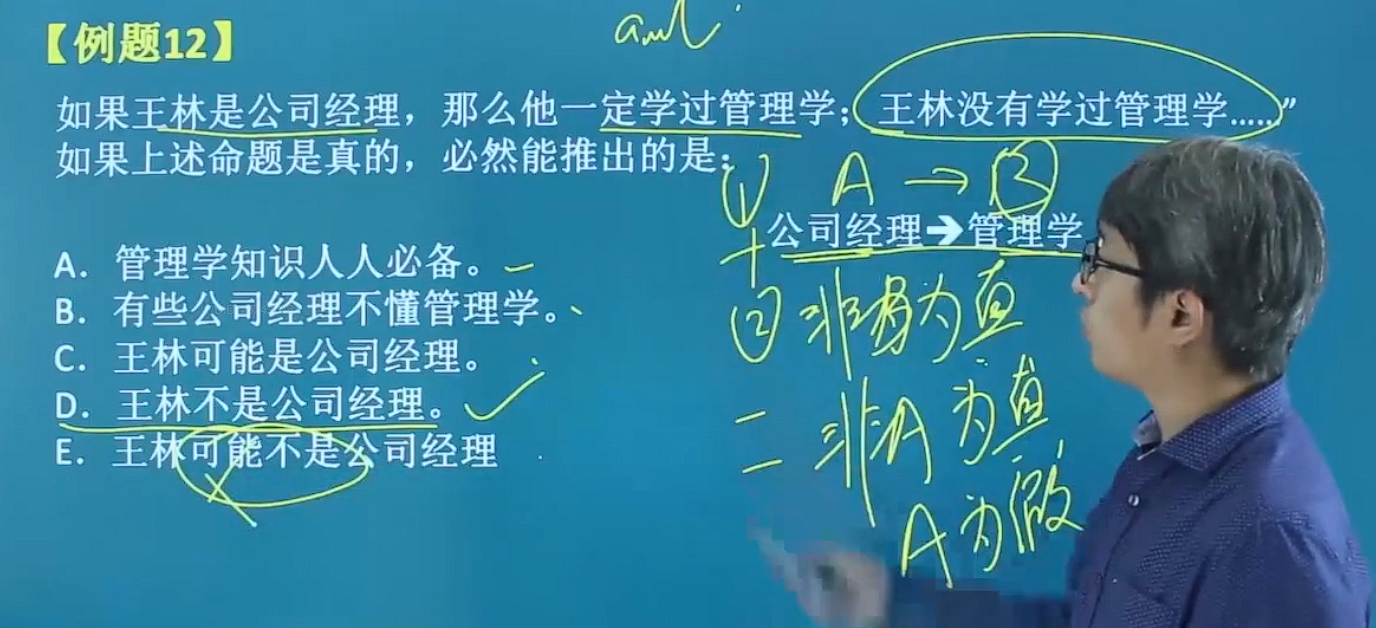 【例题12】
如果王林是公司经理，那么他一定学过管理学；王林没有学过管理学......”
如果上述命题是真的，必然能推出的是：
① A → B
公司经理➔管理学
+
② 非B为真
= 非A为真
A为假
A. 管理学知识人人必备。
B. 有些公司经理不懂管理学。
C. 王林可能是公司经理。
D. 王林不是公司经理。
E. 王林可能不是公司经理